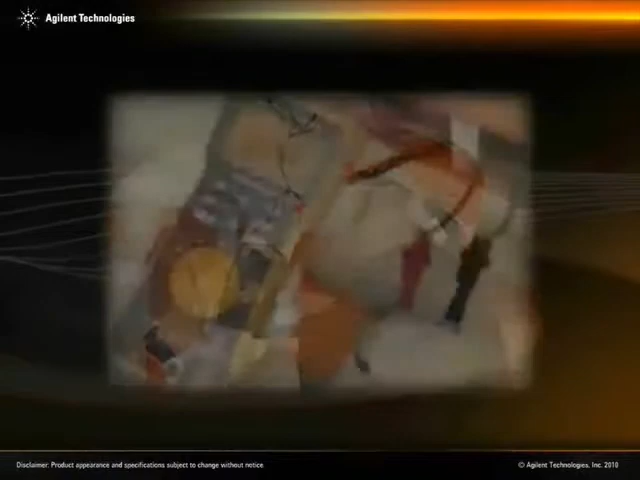 Agilent Technologies
Disclaimer: Product appearance and specifications subject to change without notice.
© Agilent Technologies, Inc. 2010